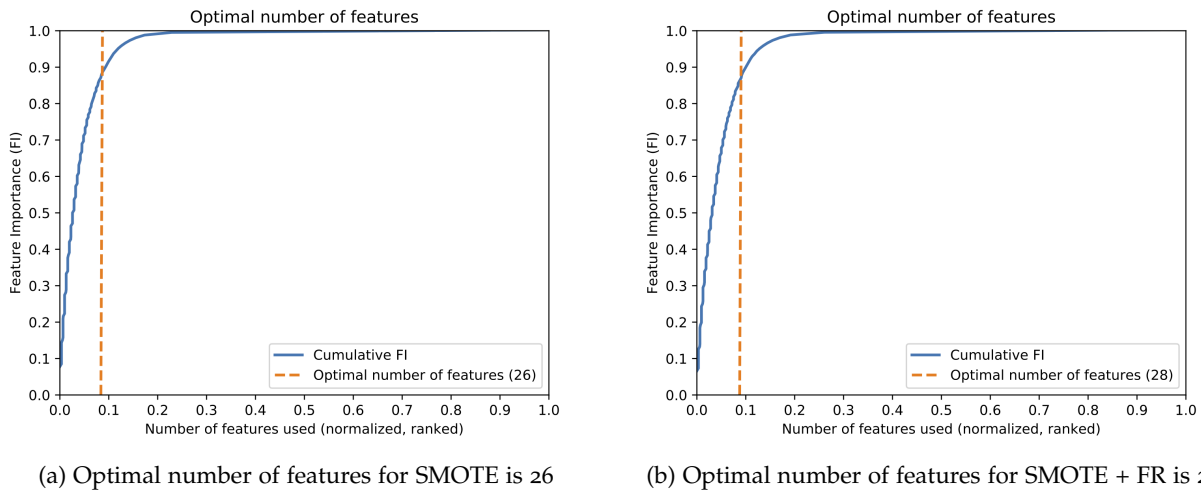 Optimal number of features
1.0
0.9
0.8
0.7
0.6
0.5
0.4
0.3
0.2
0.1
0.0
Feature Importance (FI)
Cumulative FI
Optimal number of features (26)
0.0 0.1 0.2 0.3 0.4 0.5 0.6 0.7 0.8 0.9 1.0
Number of features used (normalized, ranked)
(a) Optimal number of features for SMOTE is 26
Optimal number of features
1.0
0.9
0.8
0.7
0.6
0.5
0.4
0.3
0.2
0.1
0.0
Feature Importance (FI)
Cumulative FI
Optimal number of features (28)
0.0 0.1 0.2 0.3 0.4 0.5 0.6 0.7 0.8 0.9 1.0
Number of features used (normalized, ranked)
(b) Optimal number of features for SMOTE + FR is